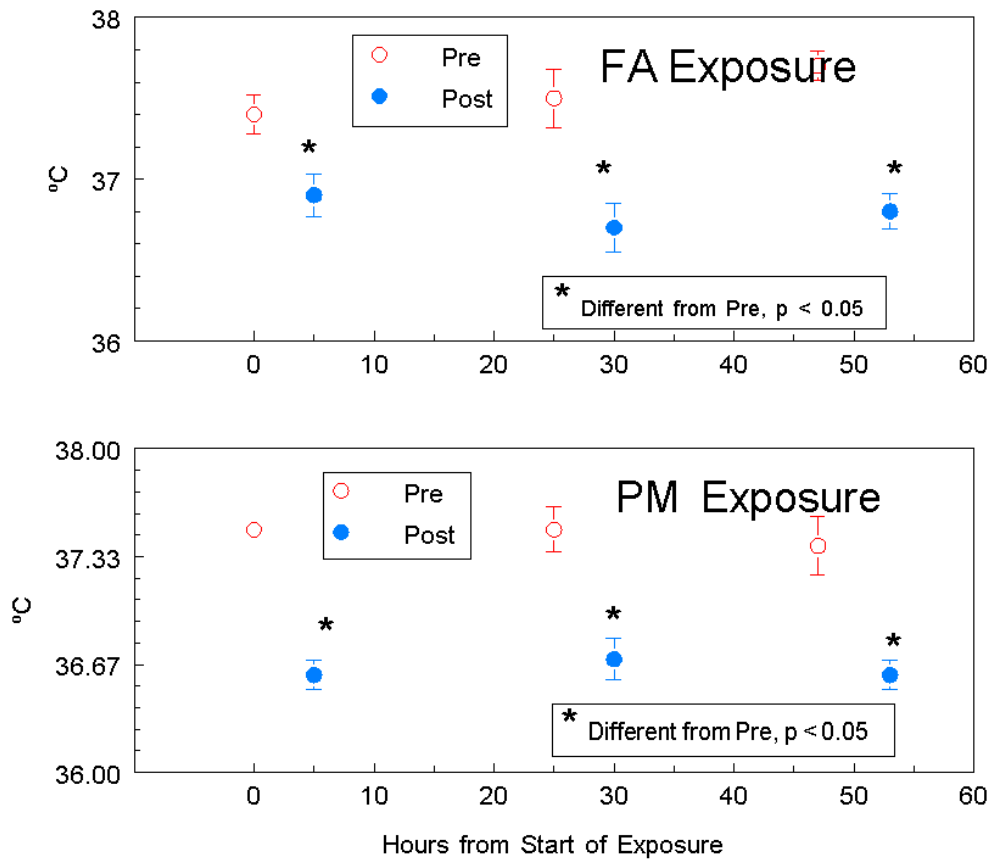 38
FA Exposure
Pre
Post
*
*
*
37
ºC
* Different from Pre, p < 0.05
36
0 10 20 30 40 50 60
38.00
PM Exposure
Pre
Post
37.33
ºC
*
*
*
36.67
* Different from Pre, p < 0.05
36.00
0 10 20 30 40 50 60
Hours from Start of Exposure